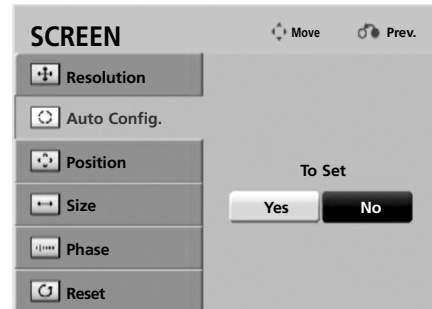 SCREEN
Move
Prev.
Resolution
Auto Config.
Position
Size
Phase
Reset
To Set
Yes
No